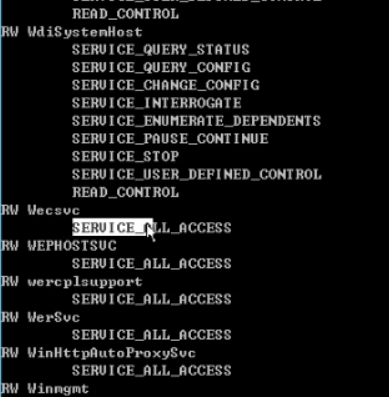 READ_CONTROL
RW WdiSystemHost
SERVICE_QUERY_STATUS
SERVICE_QUERY_CONFIG
SERVICE_CHANGE_CONFIG
SERVICE_INTERROGATE
SERVICE_ENUMERATE_DEPENDENTS
SERVICE_PAUSE_CONTINUE
SERVICE_STOP
SERVICE_USER_DEFINED_CONTROL
READ_CONTROL
RW Wecsvc
SERVICE_ALL_ACCESS
RW WEPHOSTSVC
SERVICE_ALL_ACCESS
RW wercplsupport
SERVICE_ALL_ACCESS
RW WerSvc
SERVICE_ALL_ACCESS
RW WinHttpAutoProxySvc
SERVICE_ALL_ACCESS
RW Winmgmt